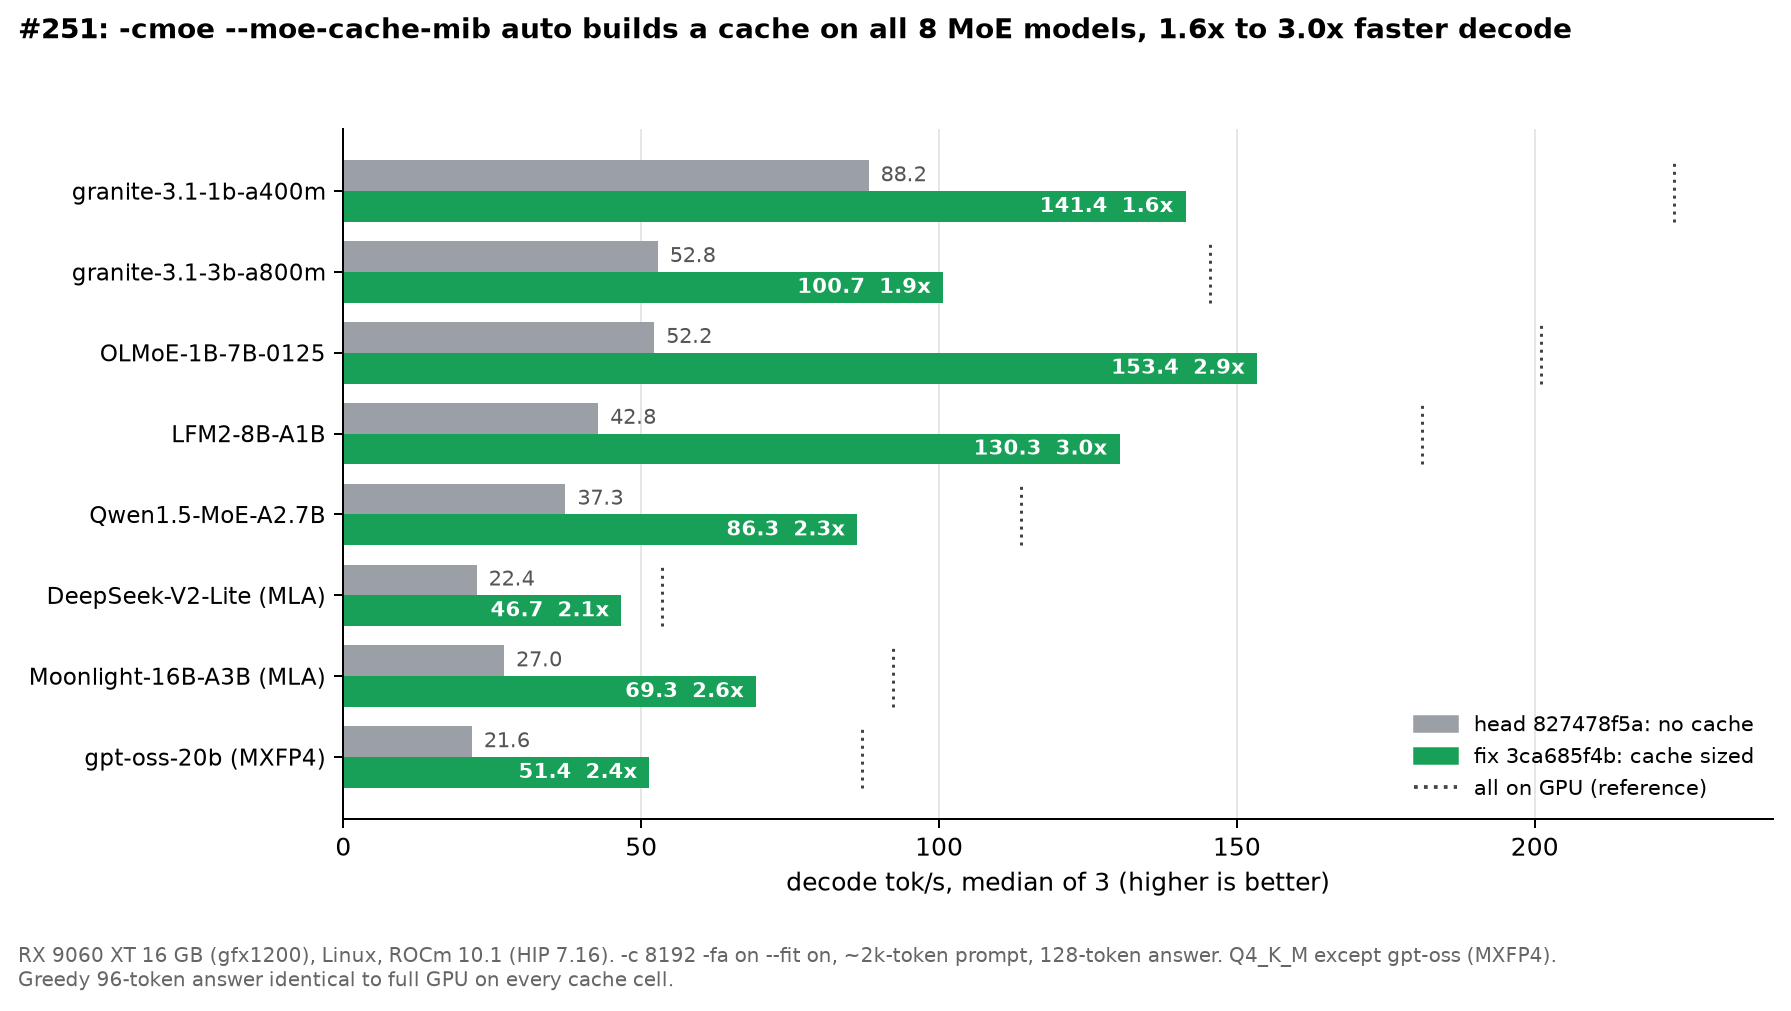 #251: -cmoe --moe-cache-mib auto builds a cache on all 8 MoE models, 1.6x to 3.0x faster decode
granite-3.1-1b-a400m
88.2
141.4 1.6x
granite-3.1-3b-a800m
52.8
100.7 1.9x
OLMoE-1B-7B-0125
52.2
153.4 2.9x
LFM2-8B-A1B
42.8
130.3 3.0x
Qwen1.5-MoE-A2.7B
37.3
86.3 2.3x
DeepSeek-V2-Lite (MLA)
22.4
46.7 2.1x
Moonlight-16B-A3B (MLA)
27.0
69.3 2.6x
gpt-oss-20b (MXFP4)
21.6
51.4 2.4x
head 827478f5a: no cache
fix 3ca685f4b: cache sized
all on GPU (reference)
0 50 100 150 200
decode tok/s, median of 3 (higher is better)
RX 9060 XT 16 GB (gfx1200), Linux, ROCm 10.1 (HIP 7.16). -c 8192 -fa on --fit on, ~2k-token prompt, 128-token answer. Q4_K_M except gpt-oss (MXFP4).
Greedy 96-token answer identical to full GPU on every cache cell.